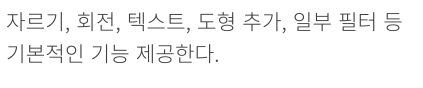 자르기, 회전, 텍스트, 도형 추가, 일부 필터 등
기본적인 기능 제공한다.